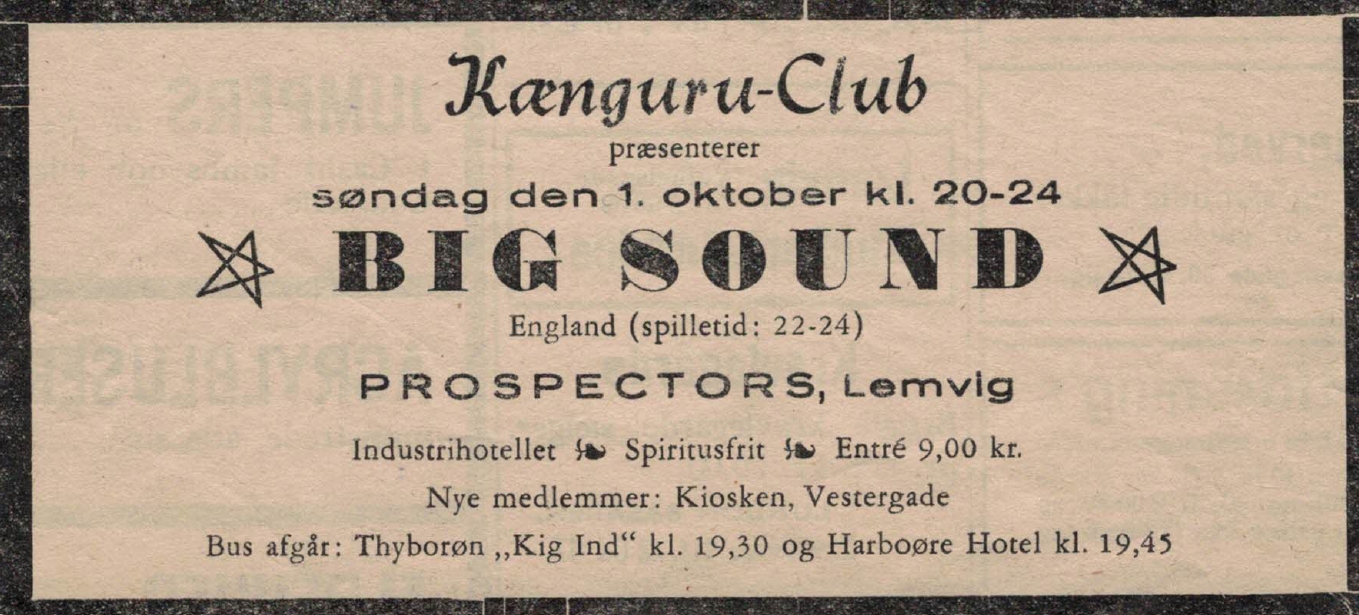 Kænguru-Club
præsenterer
søndag den 1. oktober kl. 20-24
BIG SOUND
England (spilletid: 22-24)
PROSPECTORS, Lemvig
Industrihotellet ❧ Spiritusfrit ❧ Entré 9,00 kr.
Nye medlemmer: Kiosken, Vestergade
Bus afgår: Thyborøn „Kig Ind“ kl. 19,30 og Harboøre Hotel kl. 19,45